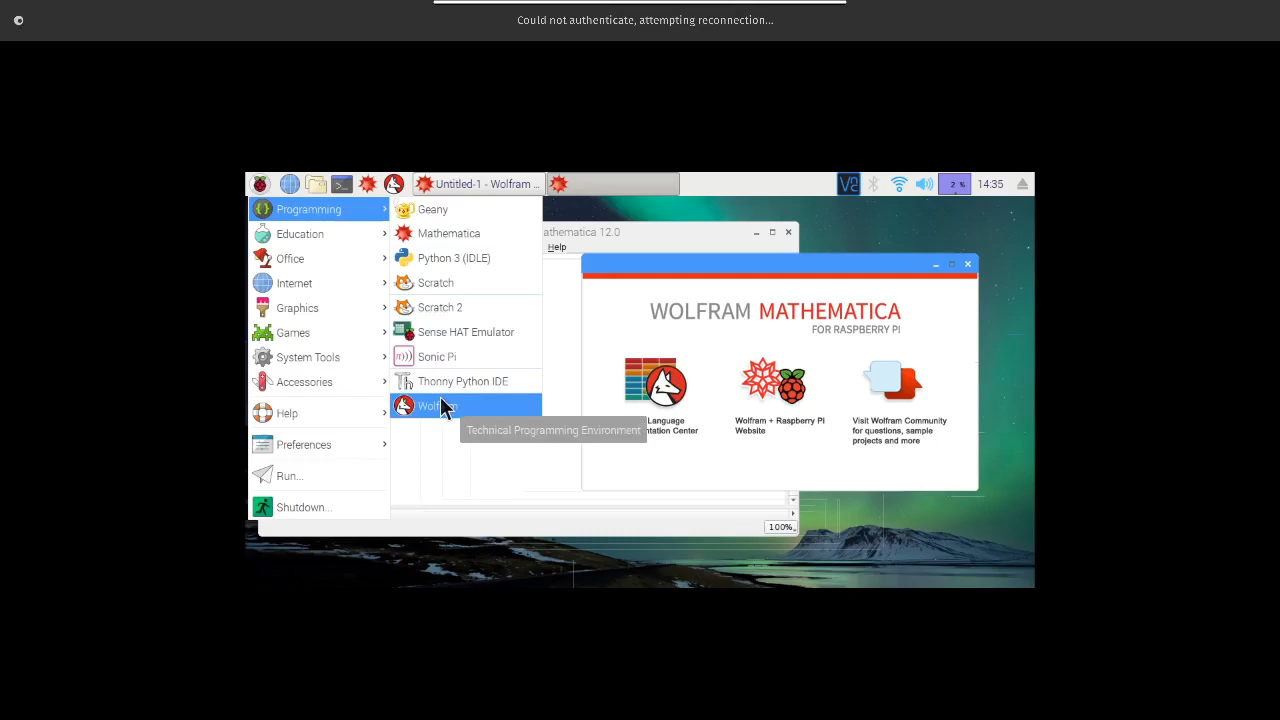 Could not authenticate, attempting reconnection...
Untitled-1 - Wolfram ...
2 %
14:35
Programming
Education
Office
Internet
Graphics
Games
System Tools
Accessories
Help
Preferences
Run...
Shutdown...
Geany
Mathematica
Python 3 (IDLE)
Scratch
Scratch 2
Sense HAT Emulator
Sonic Pi
Thonny Python IDE
Wolfram
Technical Programming Environment
athematica 12.0
Help
WOLFRAM MATHEMATICA
FOR RASPBERRY PI
Language
ntation Center
Wolfram + Raspberry Pi
Website
Visit Wolfram Community
for questions, sample
projects and more
100%